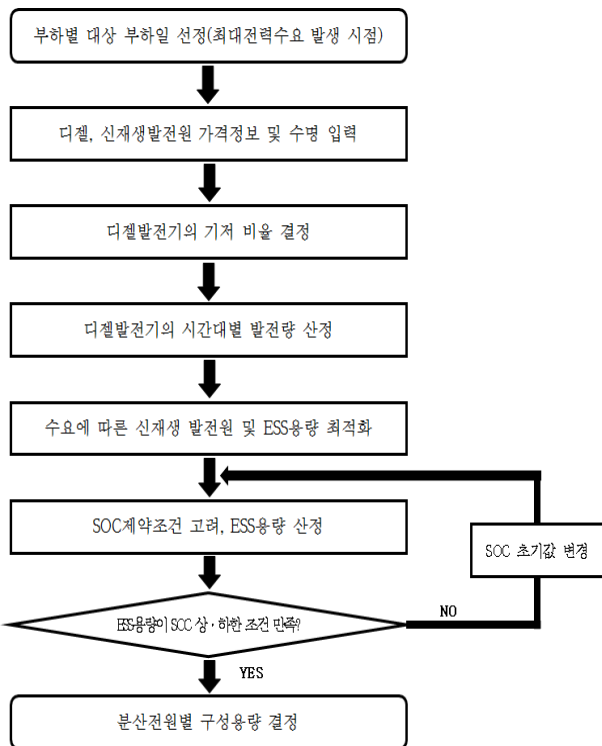 부하별 대상 부하일 선정(최대전력수요 발생 시점)
디젤, 신재생발전원 가격정보 및 수명 입력
디젤발전기의 기저 비율 결정
디젤발전기의 시간대별 발전량 산정
수요에 따른 신재생 발전원 및 ESS용량 최적화
SOC제약조건 고려, ESS용량 산정
SOC 초기값 변경
ESS용량이 SOC 상·하한 조건 만족?
NO
YES
분산전원별 구성용량 결정